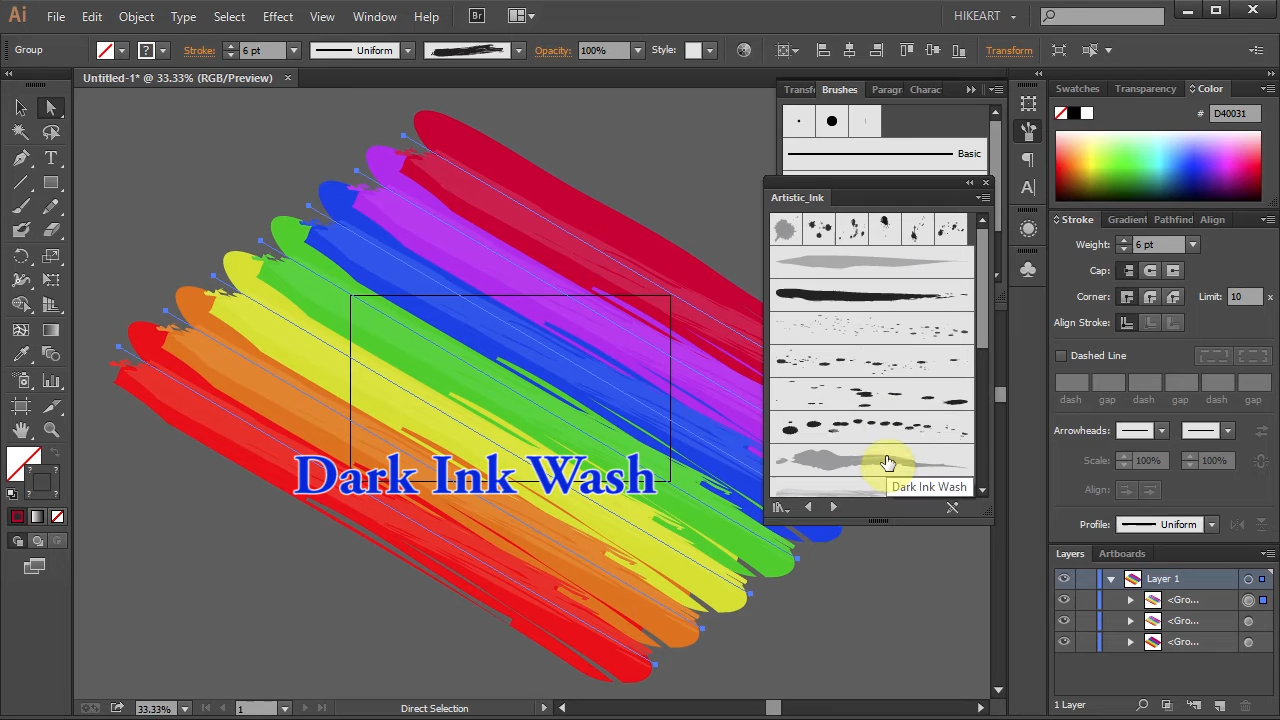 Ai File Edit Object Type Select Effect View Window Help Br HIKEART
Group Stroke: 6 pt Uniform Opacity: 100% Style: Transform
Untitled-1* @ 33.33% (RGB/Preview)
Transf Brushes Paragr Charac
Basic
Artistic_Ink
Dark Ink Wash
Dark Ink Wash
Swatches Transparency Color
# D40031
Stroke Gradient Pathfind Align
Weight: 6 pt
Cap:
Corner: Limit: 10 x
Align Stroke:
Dashed Line
dash gap dash gap dash gap
Arrowheads:
Scale: 100% 100%
Align:
Profile: Uniform
Layers Artboards
Layer 1
<Gro...
<Gro...
<Gro...
1 Layer
33.33% 1 Direct Selection